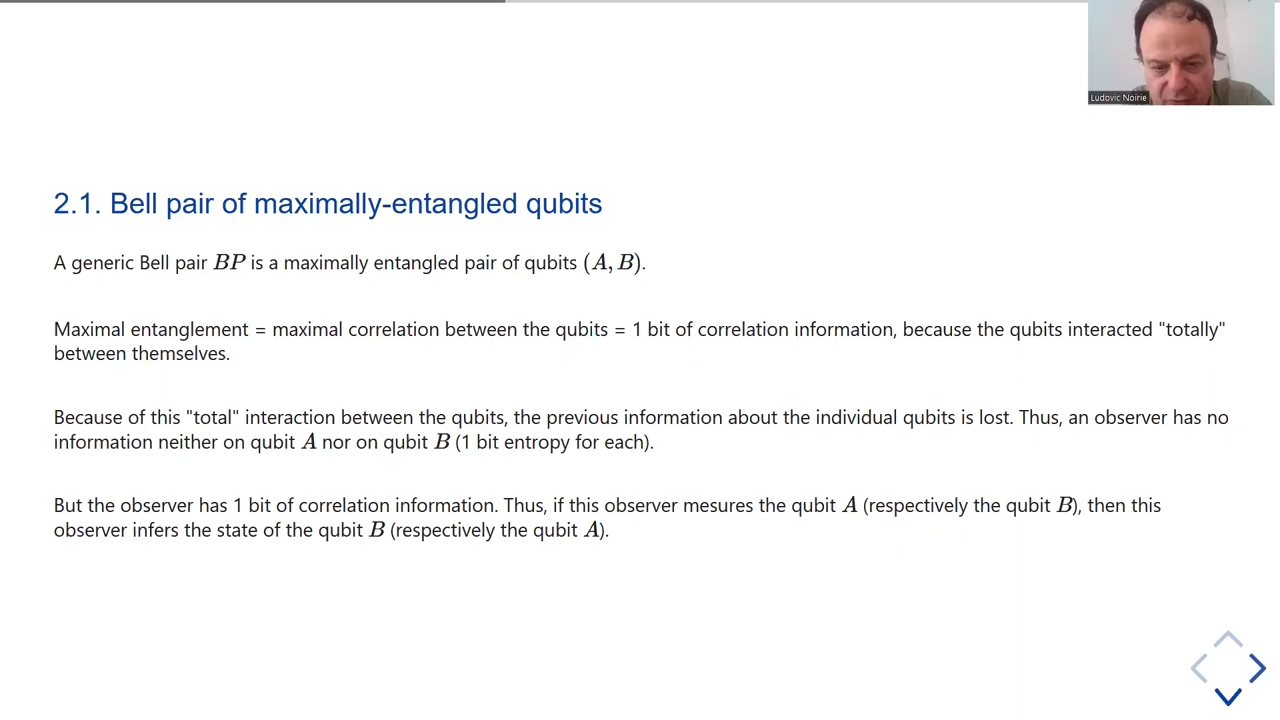 Ludovic Noirie
2.1. Bell pair of maximally-entangled qubits
A generic Bell pair BP is a maximally entangled pair of qubits (A, B).
Maximal entanglement = maximal correlation between the qubits = 1 bit of correlation information, because the qubits interacted "totally"
between themselves.
Because of this "total" interaction between the qubits, the previous information about the individual qubits is lost. Thus, an observer has no
information neither on qubit A nor on qubit B (1 bit entropy for each).
But the observer has 1 bit of correlation information. Thus, if this observer mesures the qubit A (respectively the qubit B), then this
observer infers the state of the qubit B (respectively the qubit A).